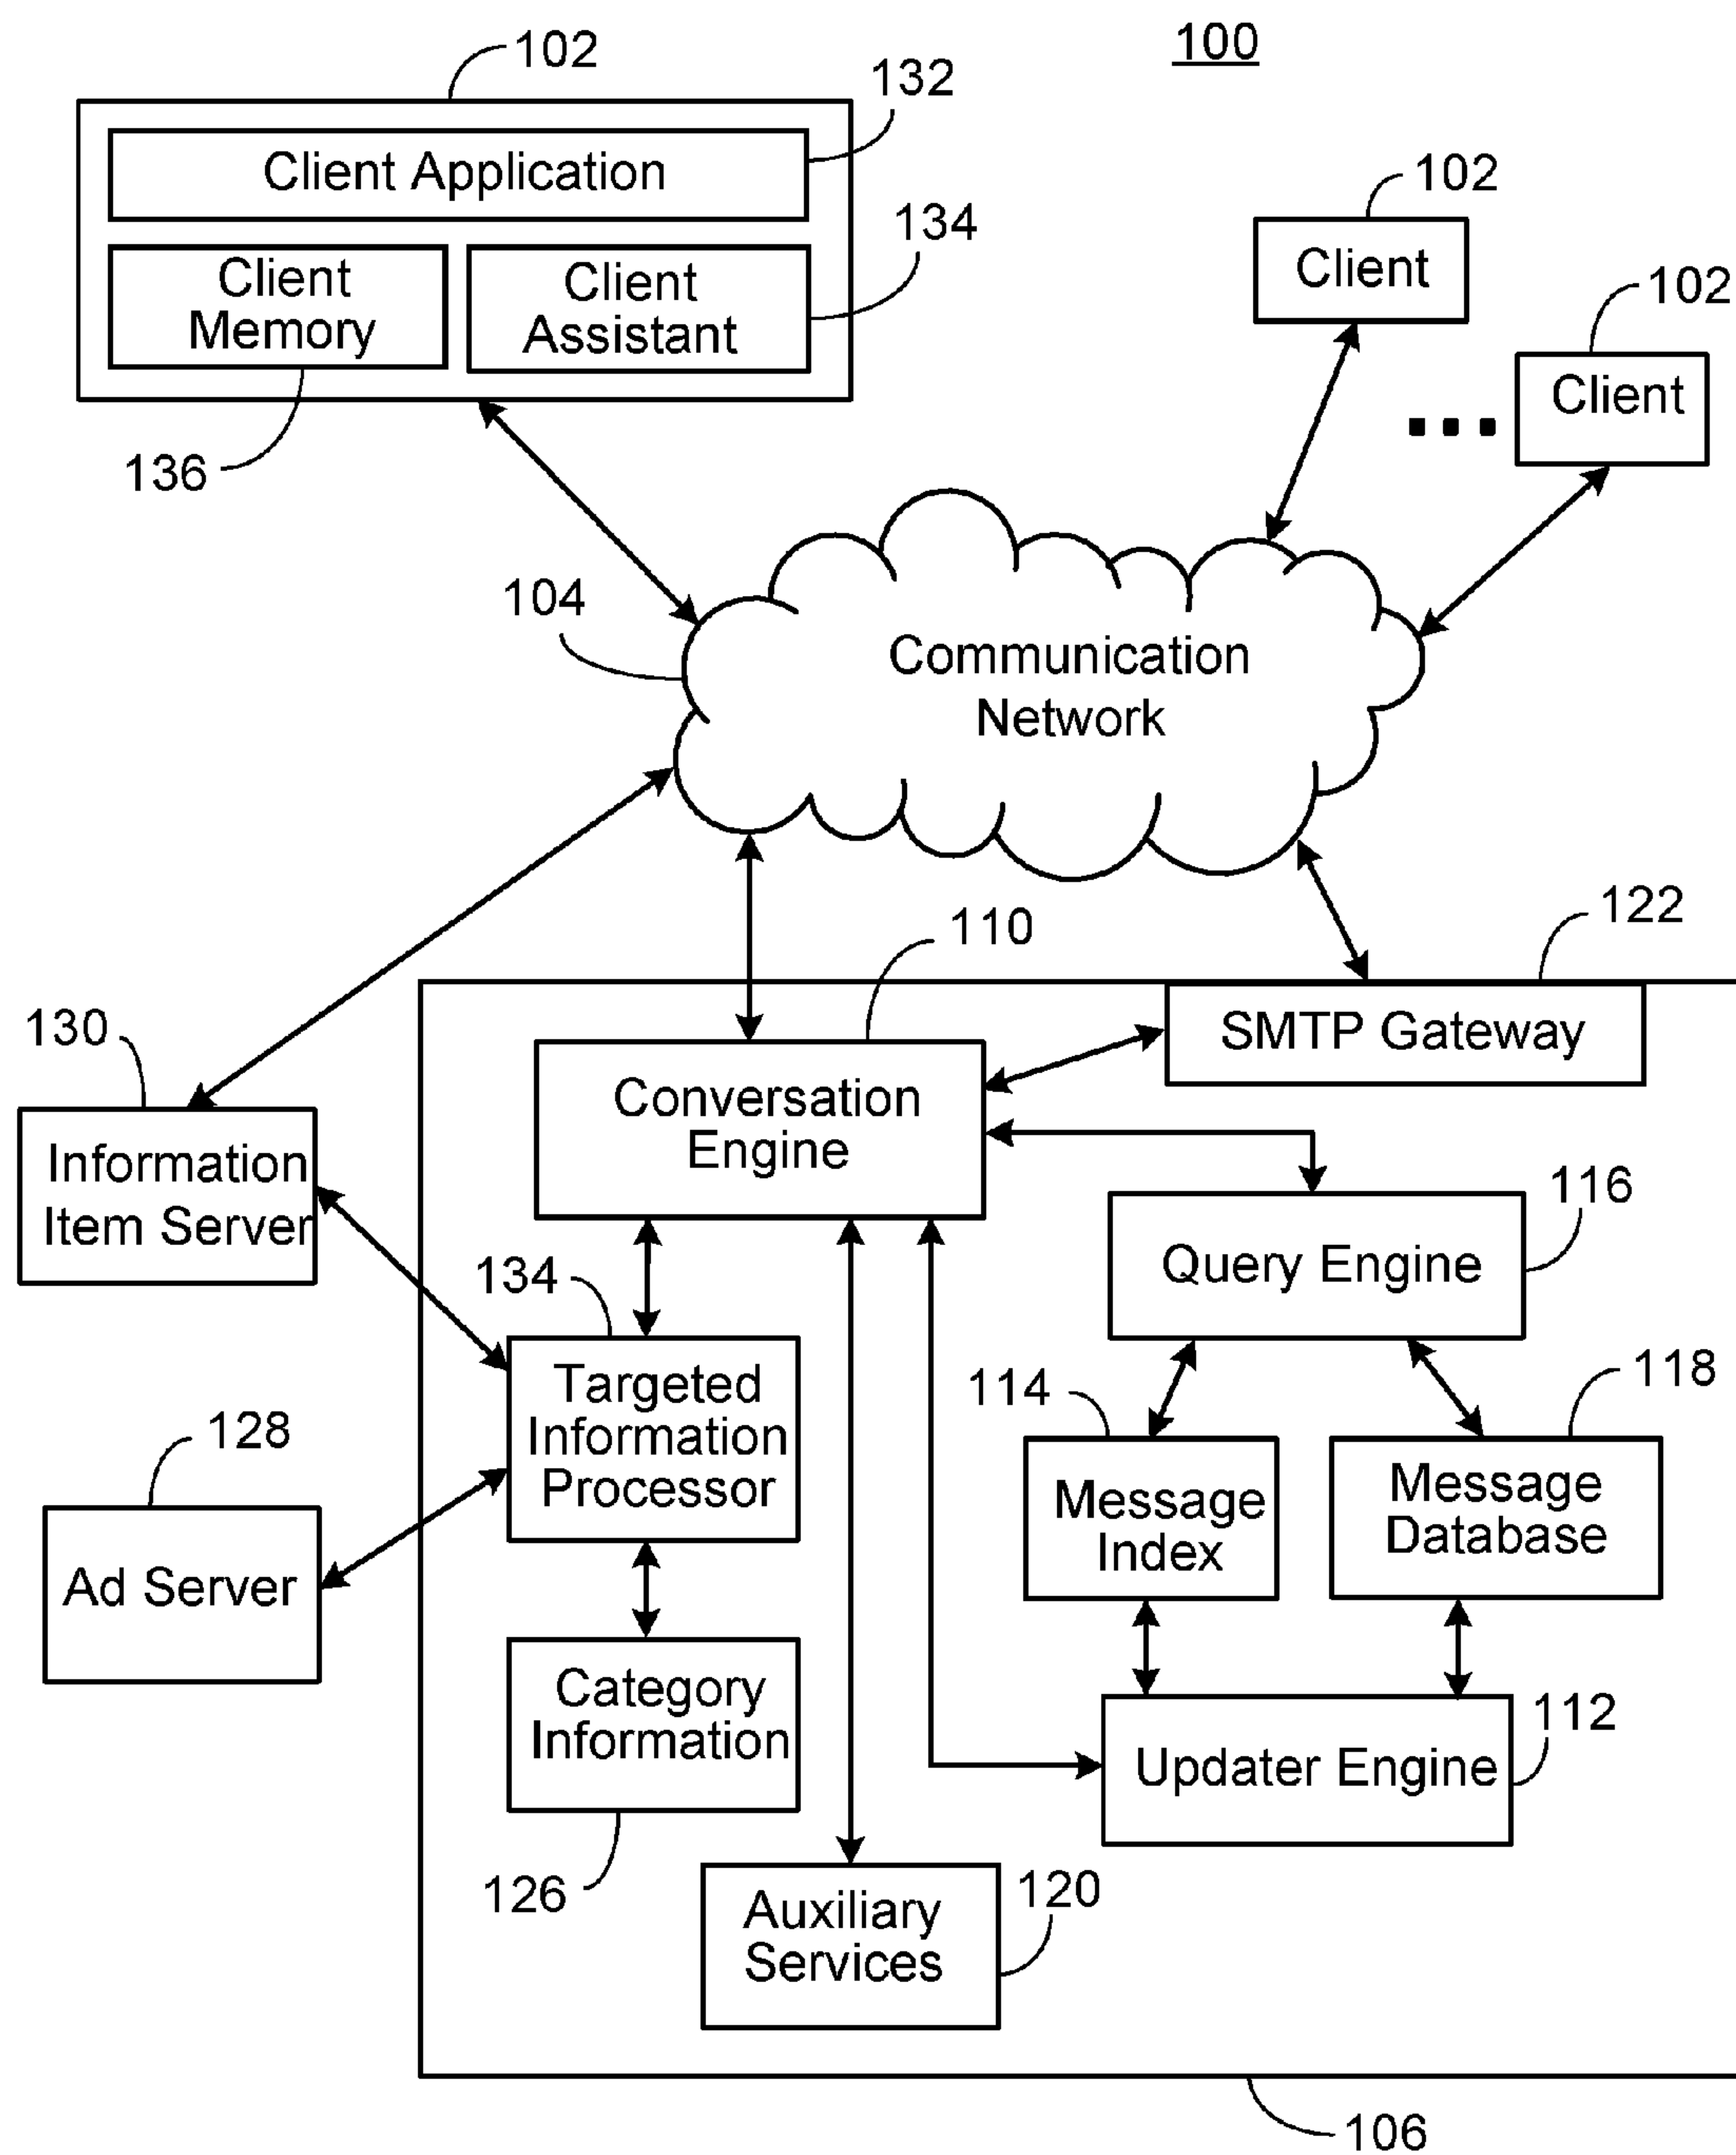 100
102
132
Client Application
134
Client
Memory
Client
Assistant
136
102
Client
102
Client
104
Communication
Network
122
110
SMTP Gateway
130
Conversation
Engine
Information
Item Server
116
Query Engine
134
Targeted
Information
Processor
114
118
128
Message
Index
Message
Database
Ad Server
Category
Information
112
Updater Engine
126
120
Auxiliary
Services
106